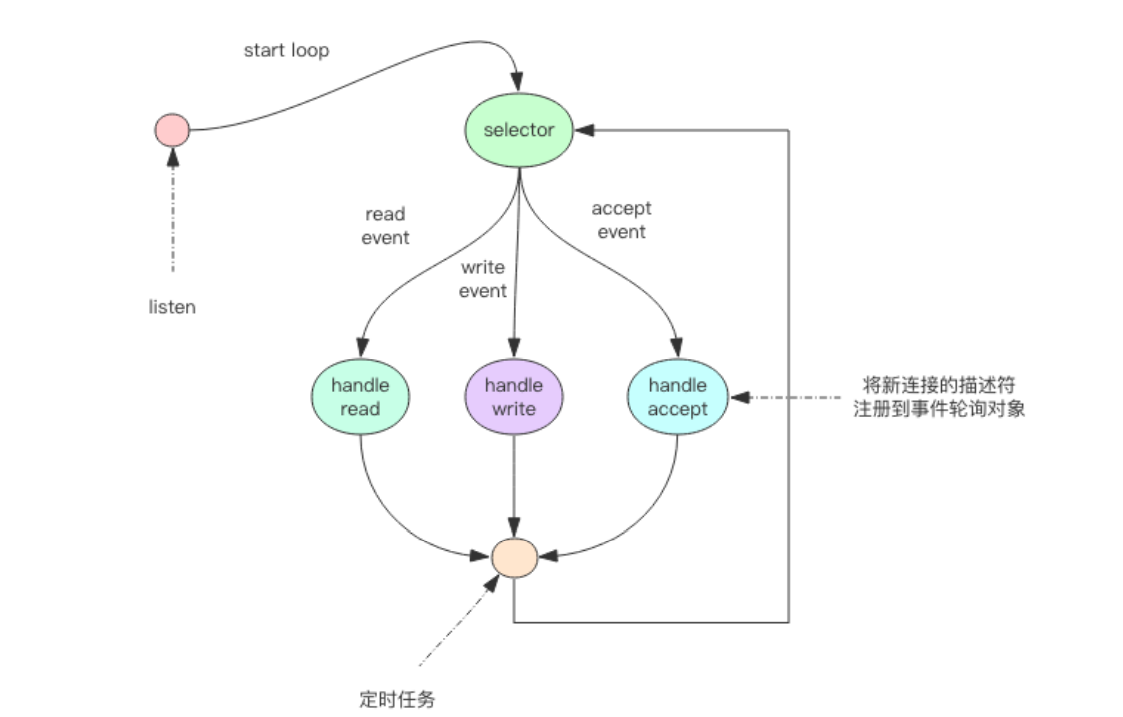 start loop
selector
read
event
accept
event
write
event
listen
handle
read
handle
write
handle
accept
将新连接的描述符
注册到事件轮询对象
定时任务